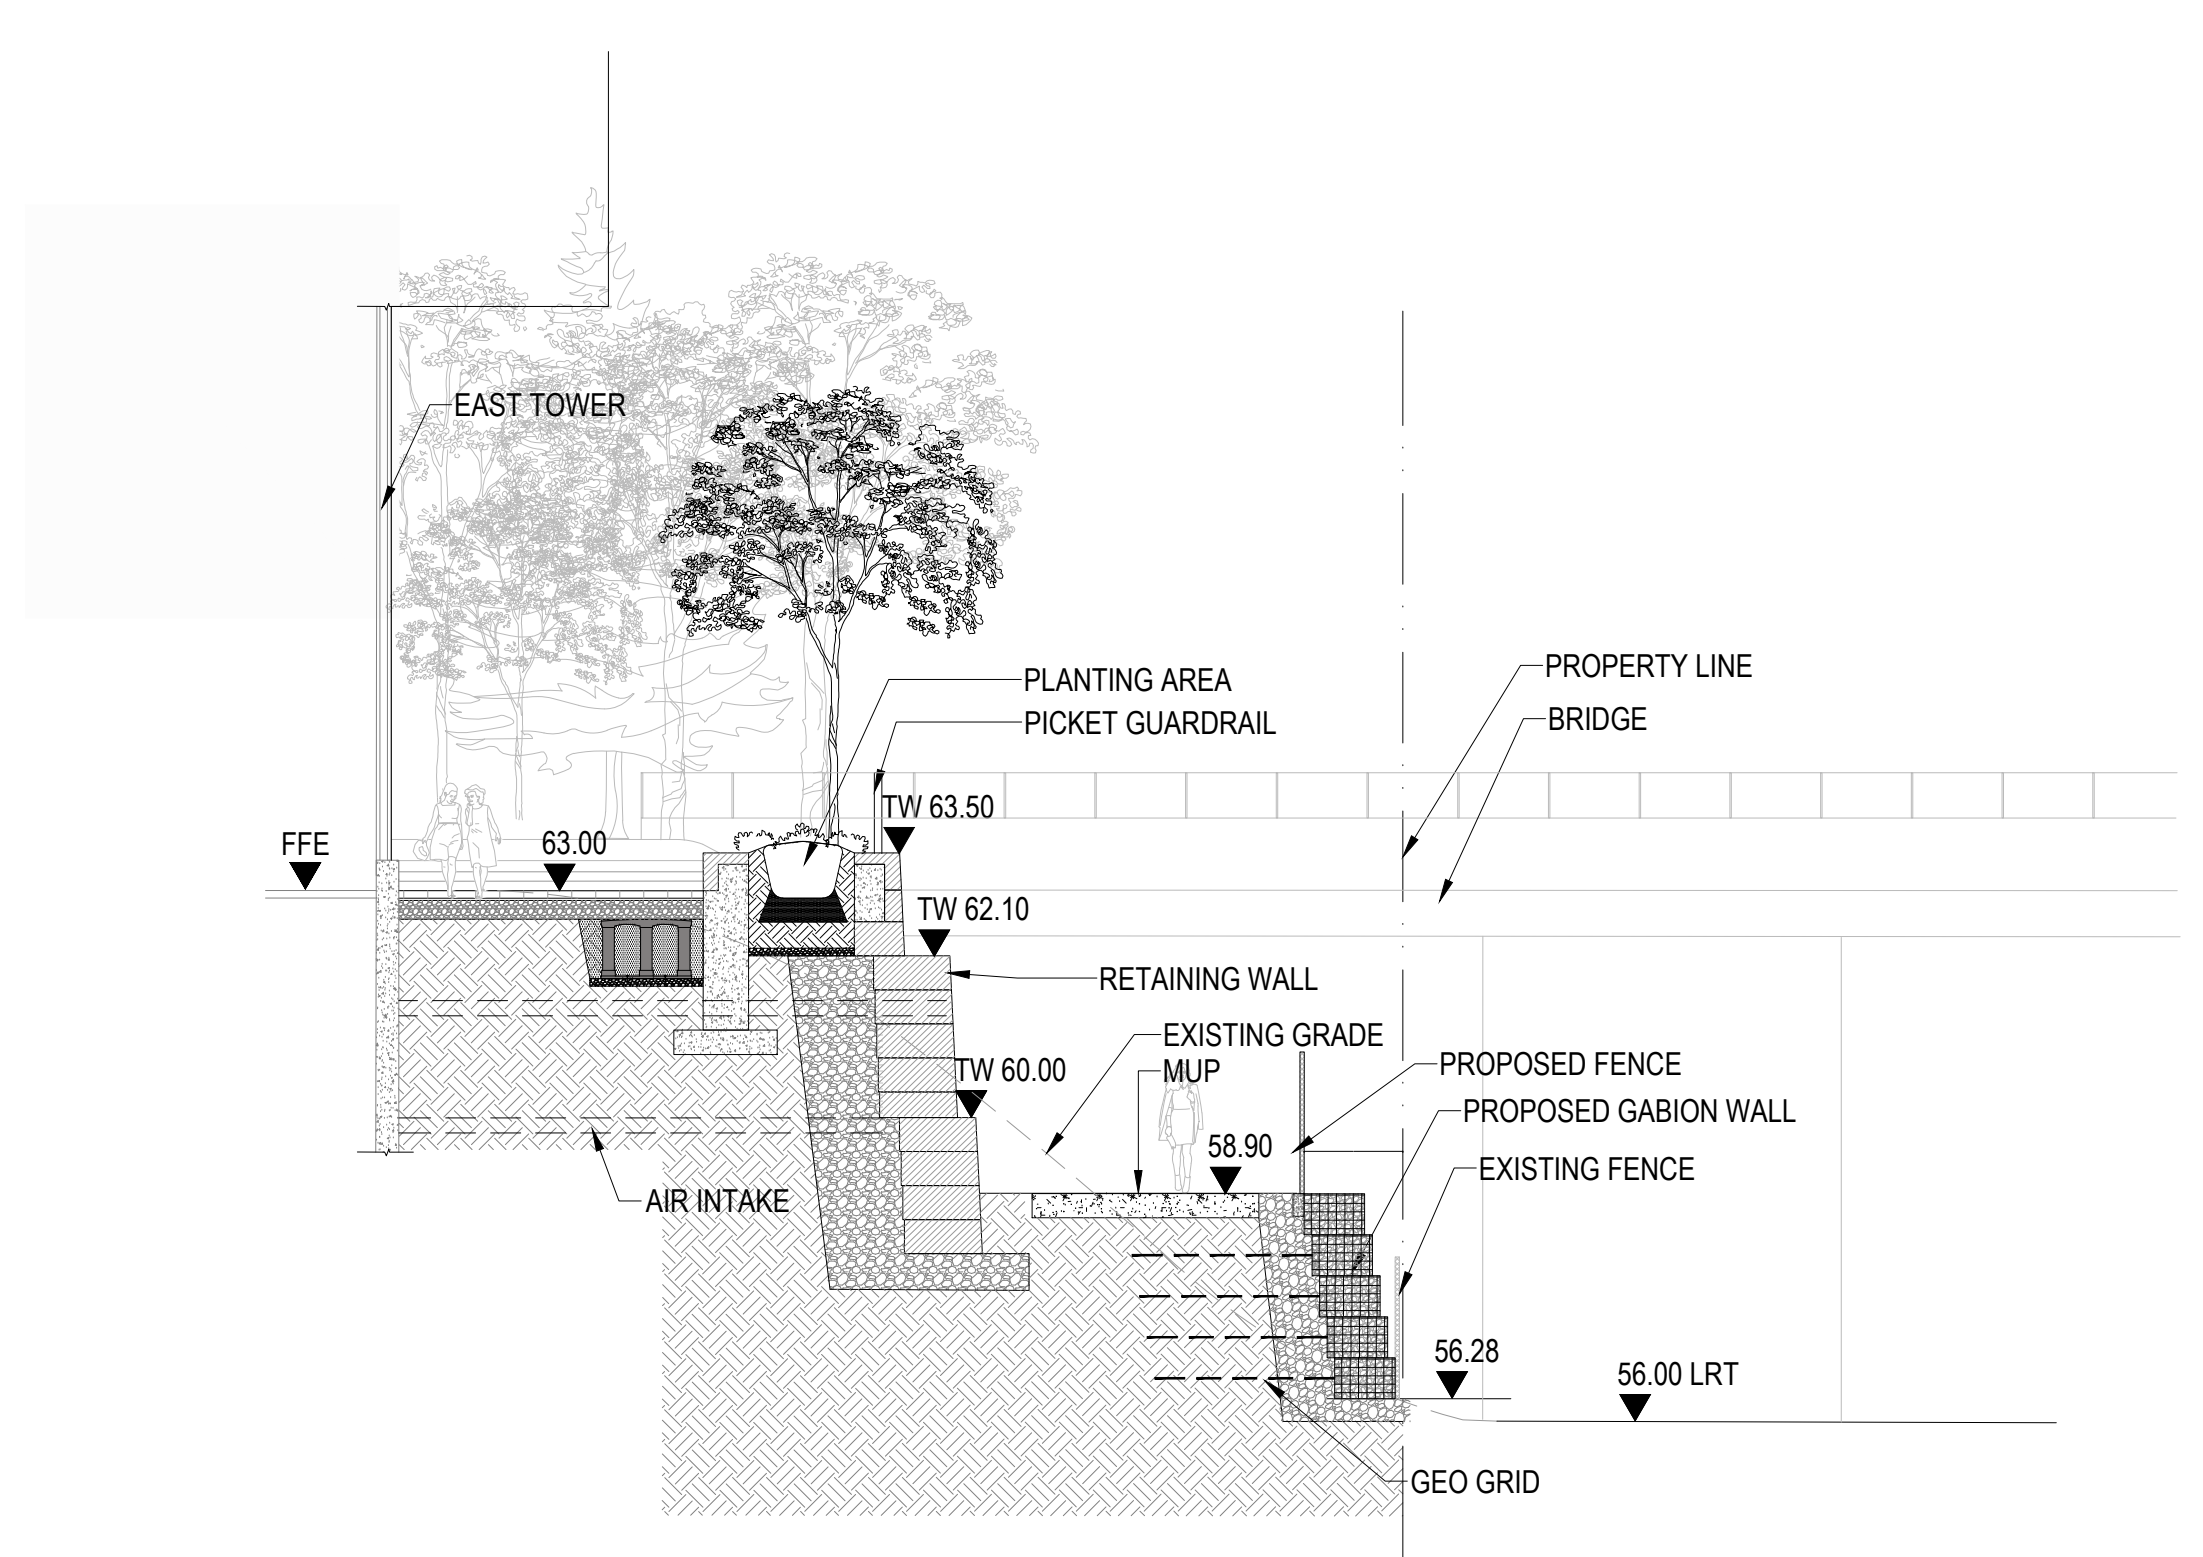 EAST TOWER
PROPERTY LINE
PLANTING AREA
BRIDGE
PICKET GUARDRAIL
TW 63.50
FFE
63.00
TW 62.10
RETAINING WALL
EXISTING GRADE
MUP
TW 60.00
PROPOSED FENCE
PROPOSED GABION WALL
58.90
EXISTING FENCE
AIR INTAKE
56.28
56.00 LRT
GEO GRID